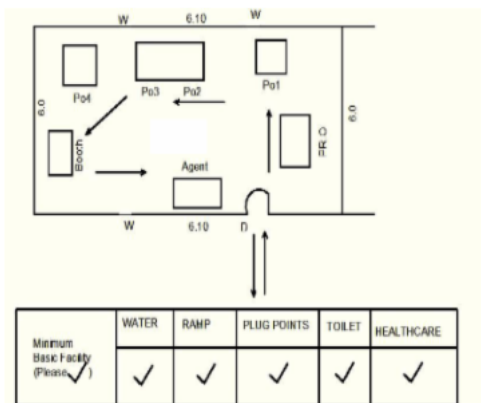 W 6.10 W
Po4 Po3 Po2 Po1
6.0 6.0
Booth PR.O
Agent
W 6.10 D
WATER RAMP PLUG POINTS TOILET HEALTHCARE
Minimum
Basic Facility
(Please ✓)
✓ ✓ ✓ ✓ ✓